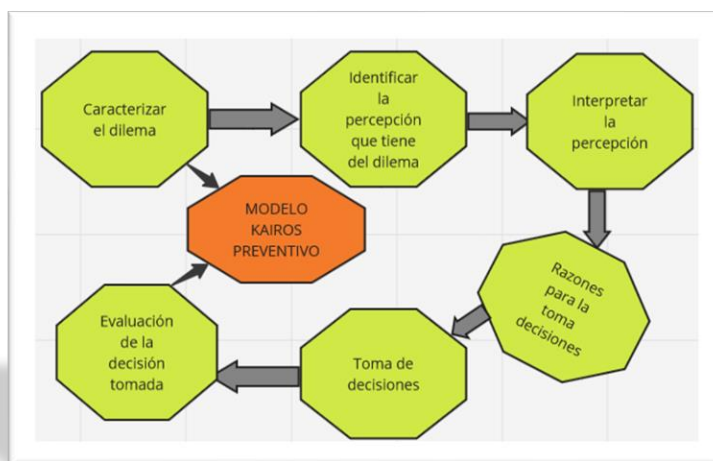 Caracterizar
el dilema
Identificar
la
percepción
que tiene
del dilema
Interpretar
la
percepción
MODELO
KAIROS
PREVENTIVO
Razones
para la
toma
decisiones
Toma de
decisiones
Evaluación
de la
decisión
tomada